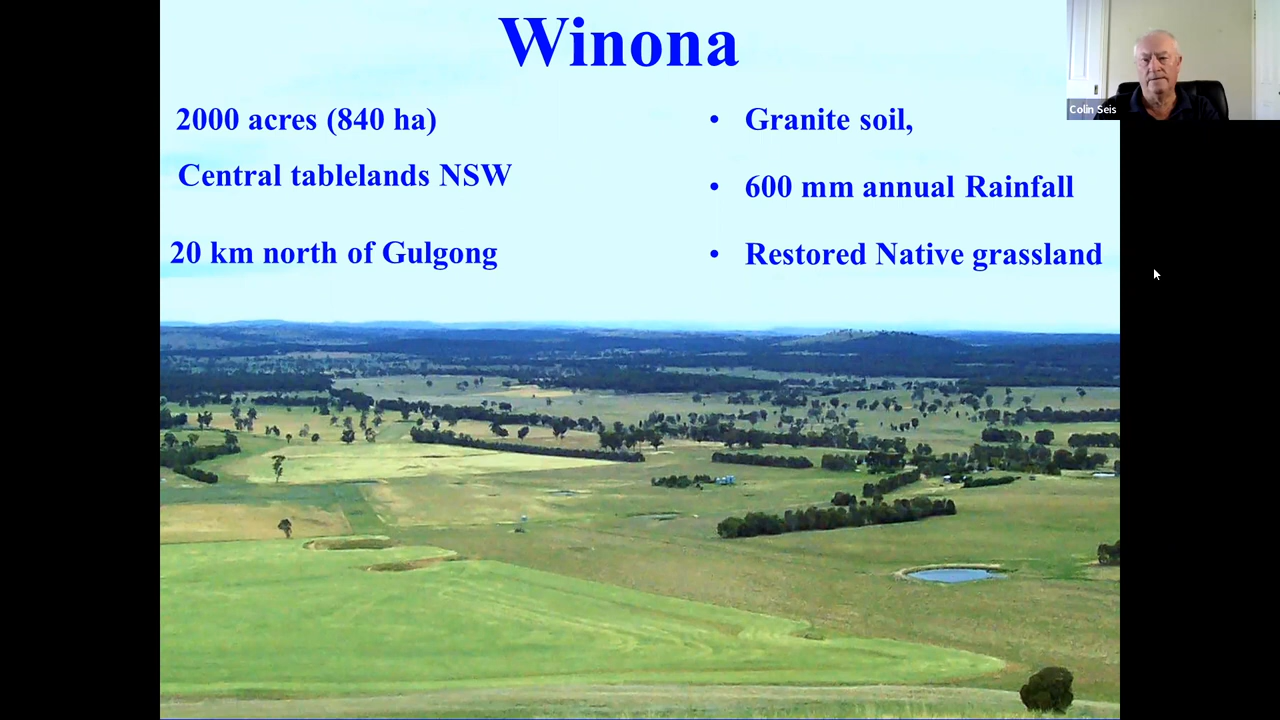 Winona
2000 acres (840 ha)
Central tablelands NSW
20 km north of Gulgong
• Granite soil,
• 600 mm annual Rainfall
• Restored Native grassland
Colin Seis